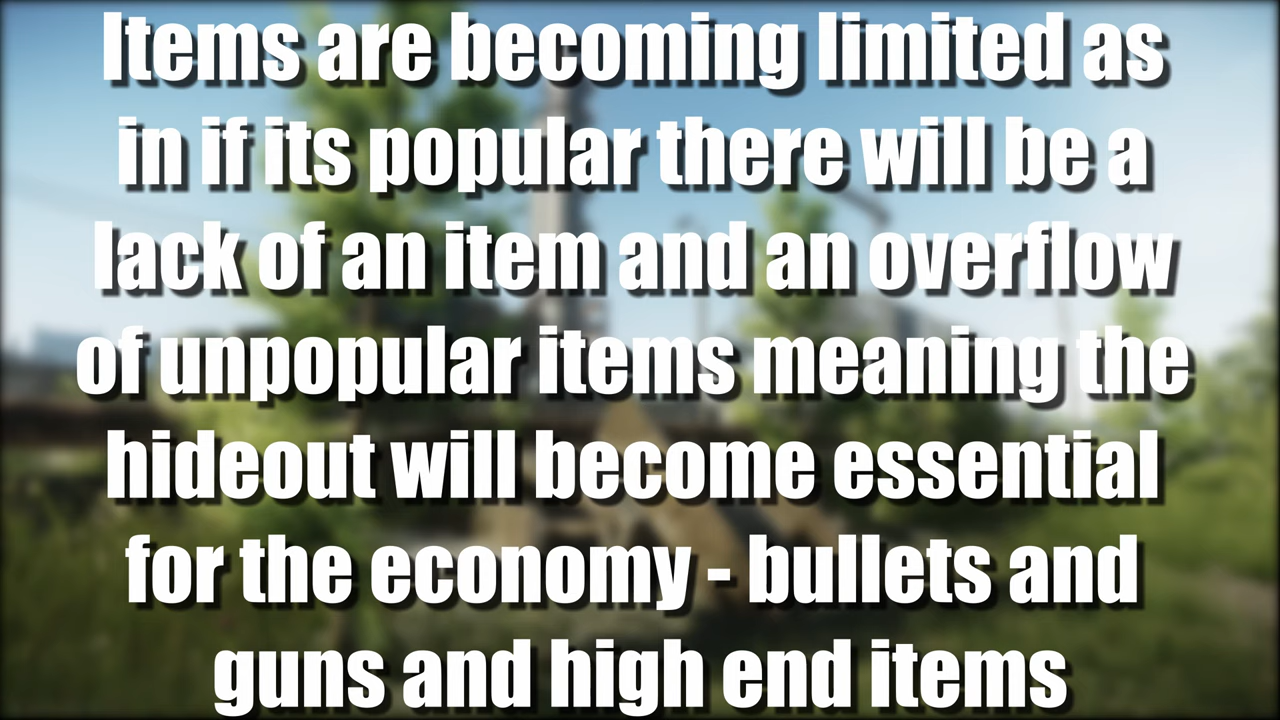 Items are becoming limited as
in if its popular there will be a
lack of an item and an overflow
of unpopular items meaning the
hideout will become essential
for the economy - bullets and
guns and high end items